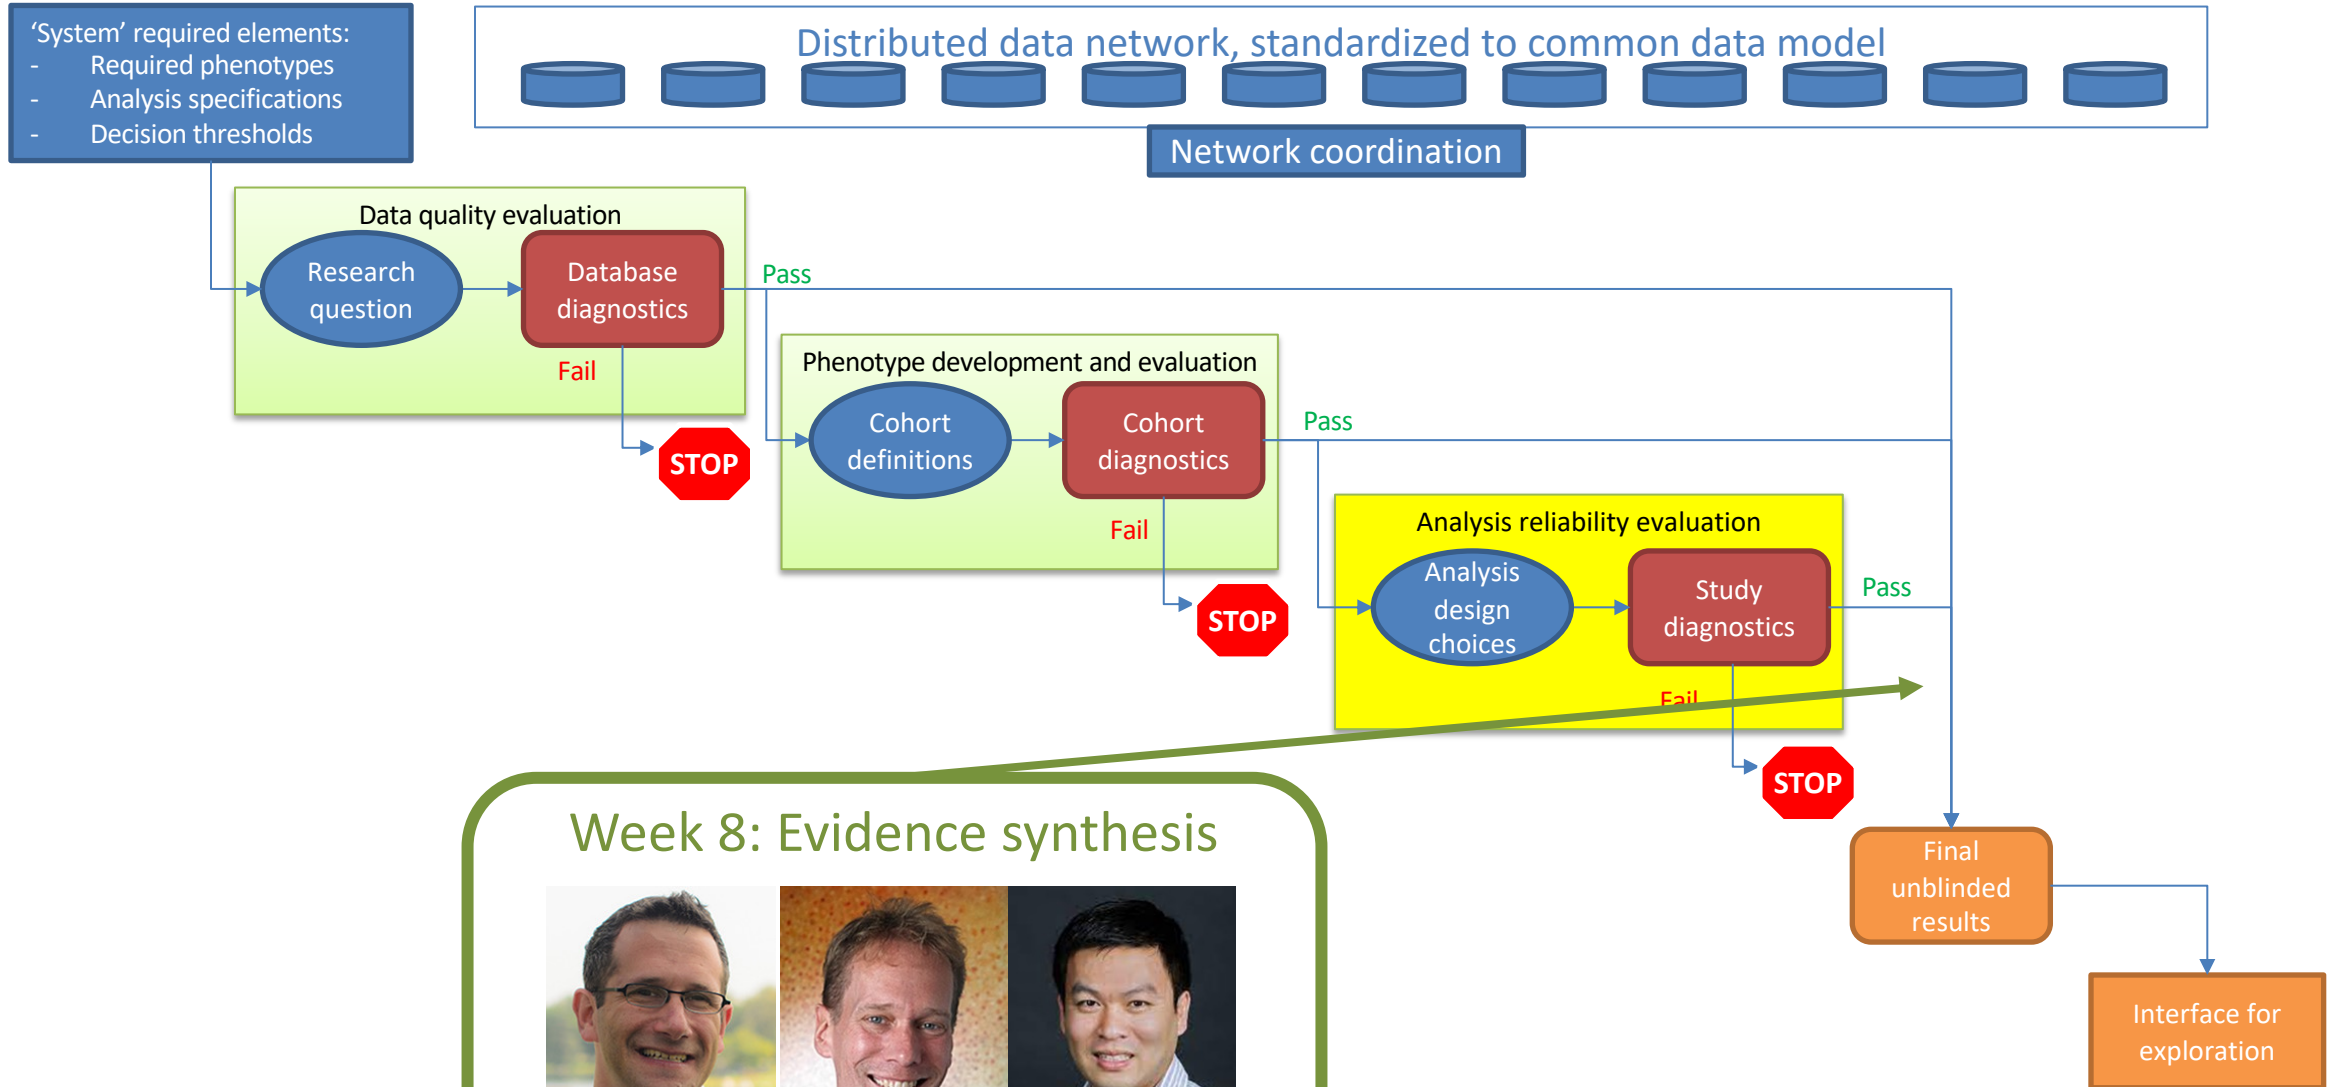 ‘System’ required elements:
- Required phenotypes
- Analysis specifications
- Decision thresholds
Distributed data network, standardized to common data model
Network coordination
Data quality evaluation
Research
question
Database
diagnostics
Pass
Fail
STOP
Phenotype development and evaluation
Cohort
definitions
Cohort
diagnostics
Pass
Fail
STOP
Analysis reliability evaluation
Analysis
design
choices
Study
diagnostics
Pass
Fail
STOP
Week 8: Evidence synthesis
Final
unblinded
results
Interface for
exploration